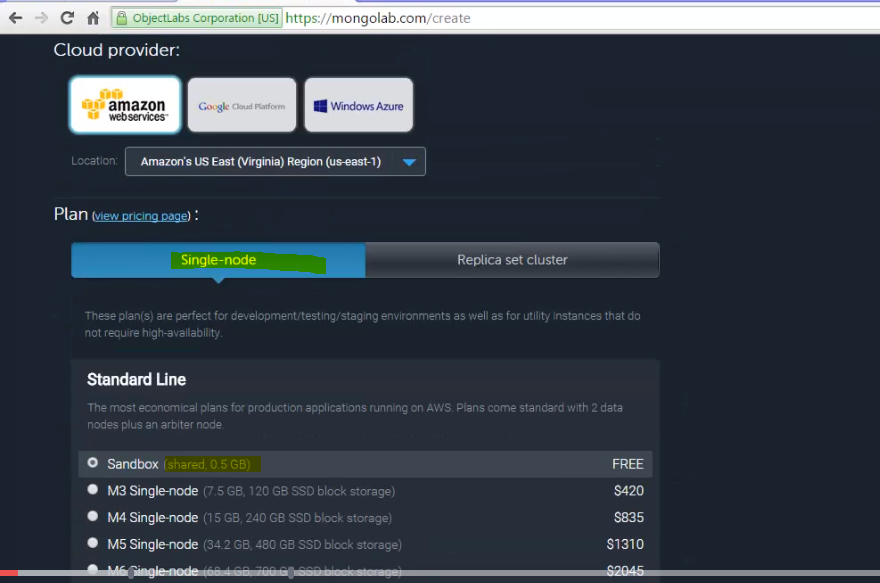 ObjectLabs Corporation [US] https://mongolab.com/create
Cloud provider:
amazon webservices™ Google Cloud Platform Windows Azure
Location: Amazon's US East (Virginia) Region (us-east-1)
Plan (view pricing page) :
Single-node Replica set cluster
These plan(s) are perfect for development/testing/staging environments as well as for utility instances that do
not require high-availability.
Standard Line
The most economical plans for production applications running on AWS. Plans come standard with 2 data
nodes plus an arbiter node.
Sandbox (shared, 0.5 GB) FREE
M3 Single-node (7.5 GB, 120 GB SSD block storage) $420
M4 Single-node (15 GB, 240 GB SSD block storage) $835
M5 Single-node (34.2 GB, 480 GB SSD block storage) $1310
M6 Single-node (68.4 GB, 700 GB SSD block storage) $2045